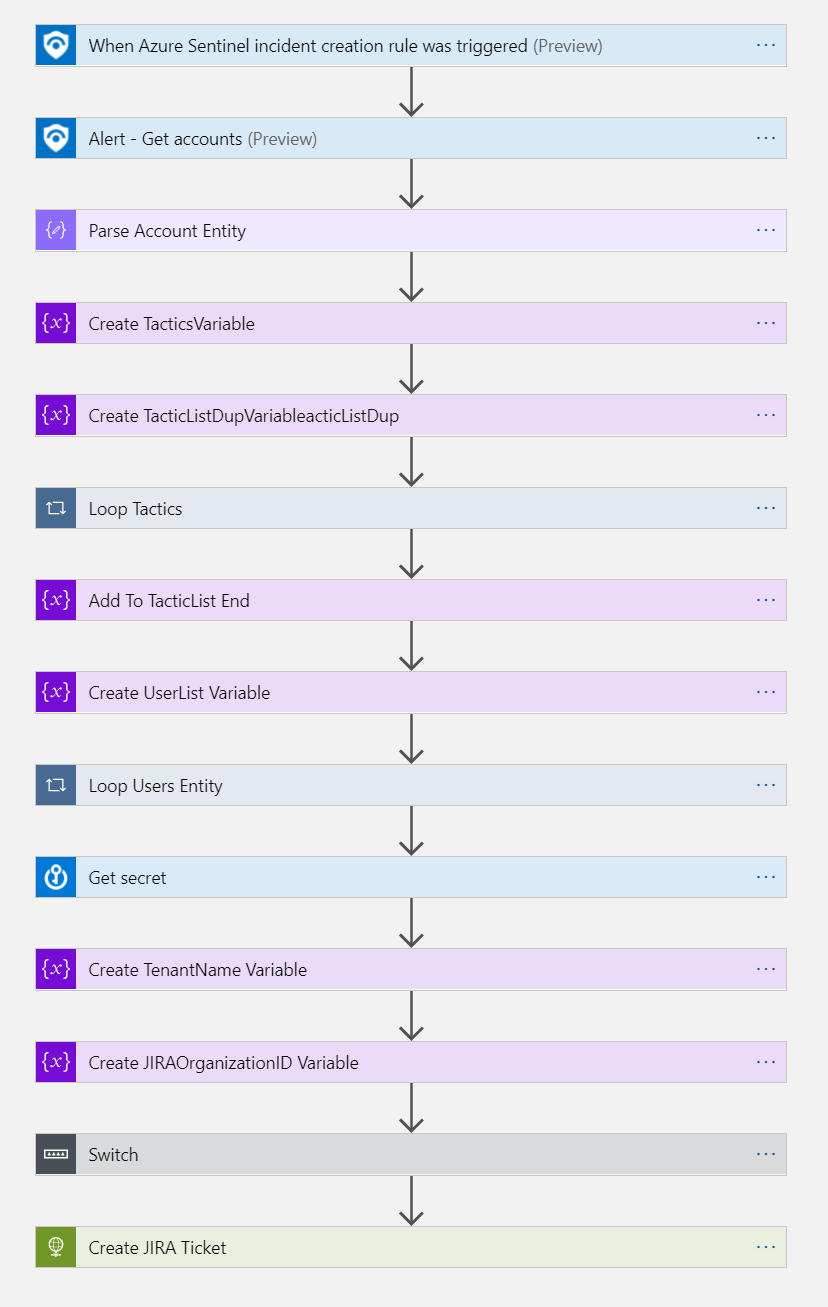 When Azure Sentinel incident creation rule was triggered (Preview)
Alert - Get accounts (Preview)
Parse Account Entity
{x} Create TacticsVariable
{x} Create TacticListDupVariableacticListDup
Loop Tactics
{x} Add To TacticList End
{x} Create UserList Variable
Loop Users Entity
Get secret
{x} Create TenantName Variable
{x} Create JIRAOrganizationID Variable
Switch
Create JIRA Ticket